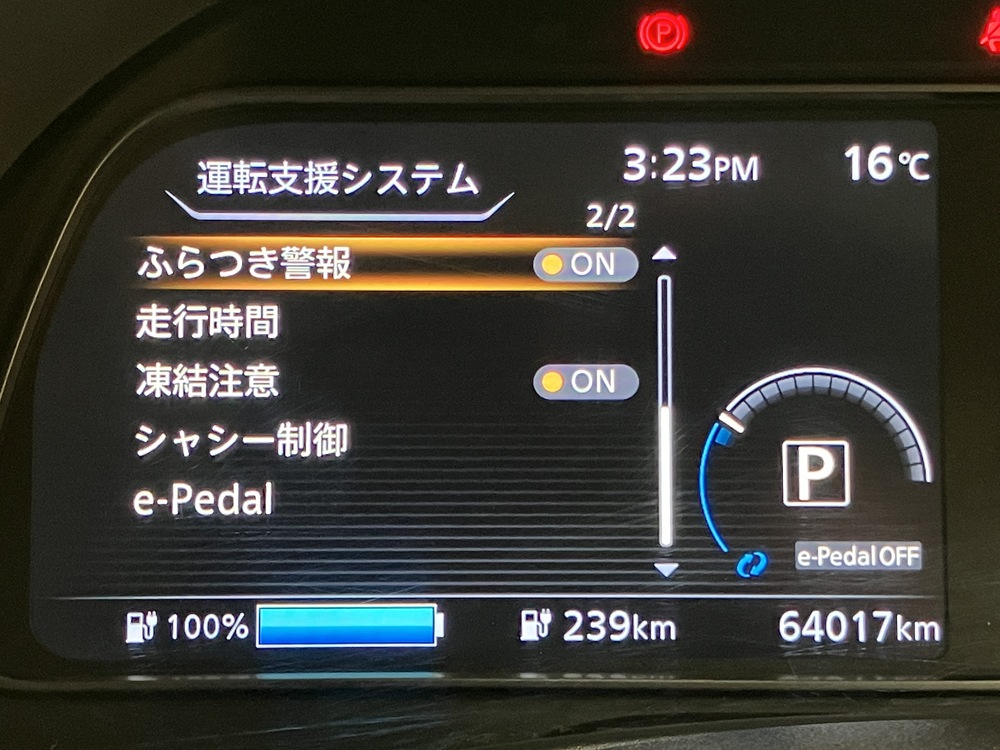 P
運転支援システム
3:23PM
16℃
2/2
ふらつき警報 ON
走行時間
凍結注意 ON
シャシー制御
e-Pedal
P
e-Pedal OFF
100%
239km
64017km